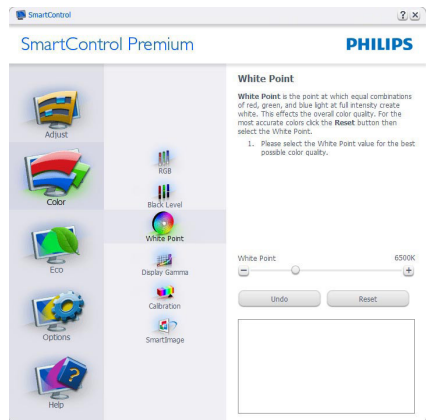 SmartControl
SmartControl Premium
PHILIPS
Adjust
Color
Eco
Options
Help
RGB
Black Level
White Point
Display Gamma
Calibration
SmartImage
White Point
White Point is the point at which equal combinations
of red, green, and blue light at full intensity create
white. This effects the overall color quality. For the
most accurate colors click the Reset button then
select the White Point.
1. Please select the White Point value for the best
possible color quality.
White Point 6500K
Undo Reset